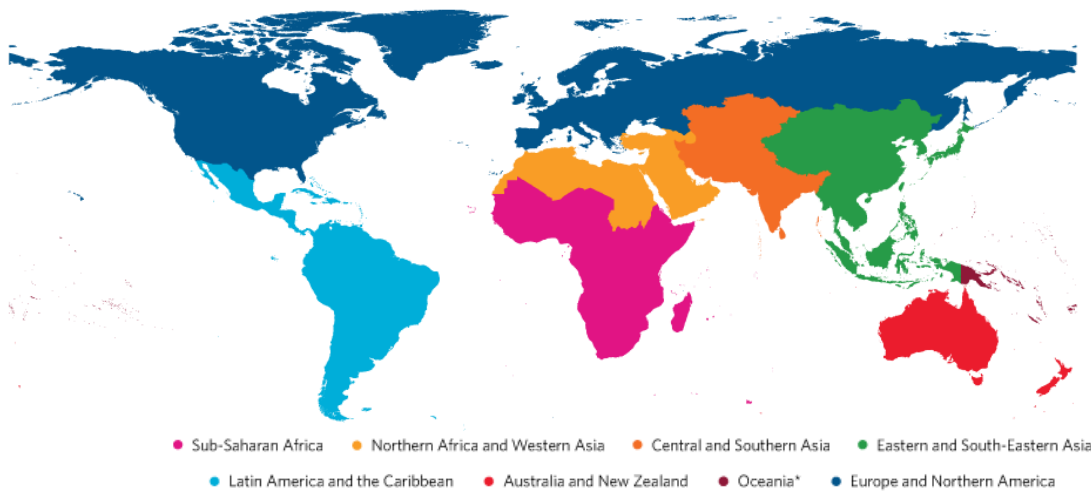 Sub-Saharan Africa Northern Africa and Western Asia Central and Southern Asia Eastern and South-Eastern Asia
Latin America and the Caribbean Australia and New Zealand Oceania* Europe and Northern America